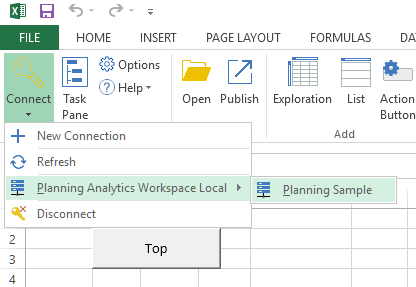 FILE HOME INSERT PAGE LAYOUT FORMULAS DA
Connect
Task
Pane
Options
Help
Open
Publish
Exploration
List
Action
Button
Add
New Connection
Refresh
Planning Analytics Workspace Local
Planning Sample
Disconnect
2
Top
3
4